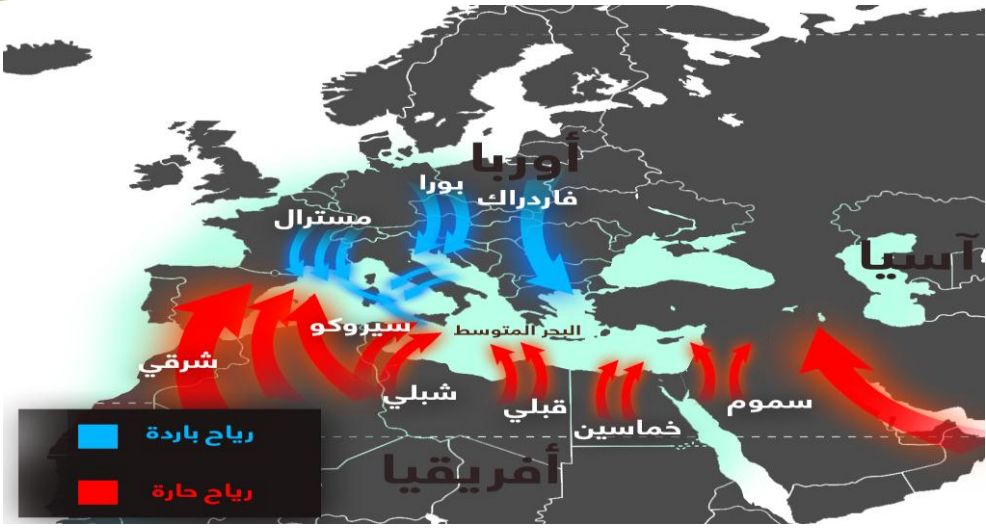 أوربا
بورا
فاردراك
مسترال
آسيا
سيروكو
البحر المتوسط
شرقي
شبلي
قبلي
خماسين
سموم
أفريقيا
رياح باردة
رياح حارة